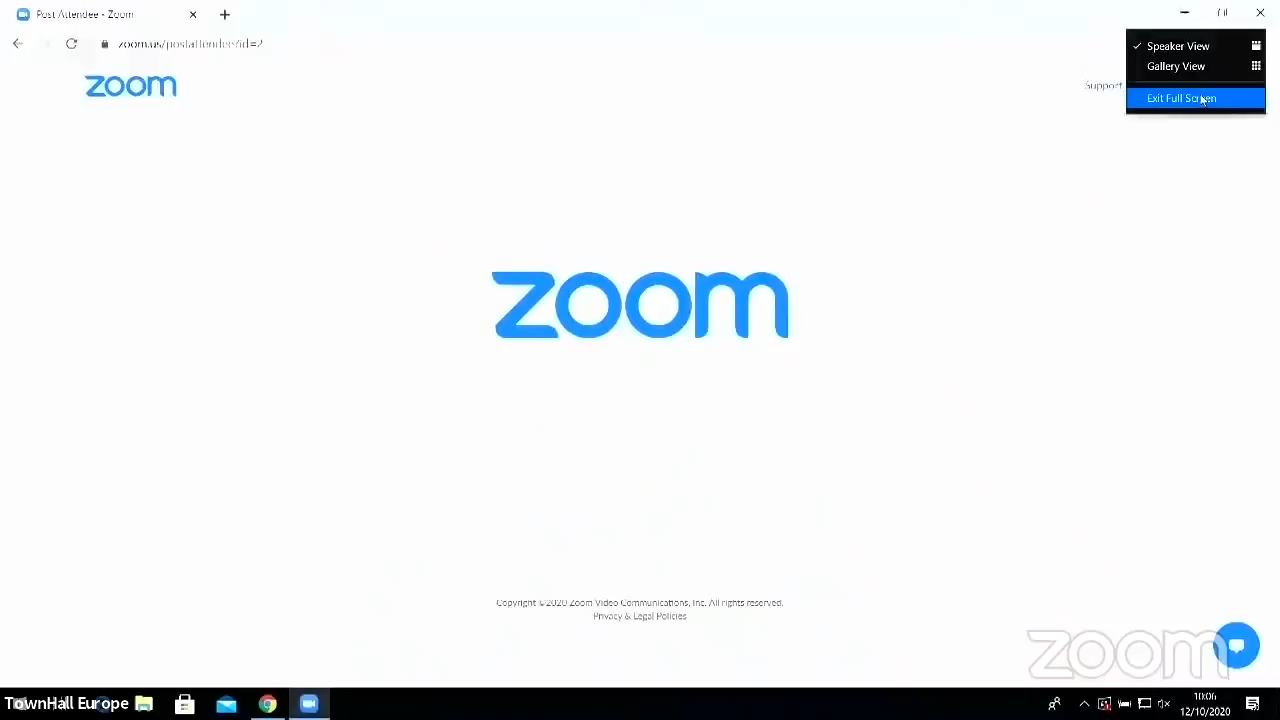 Post Attendee - Zoom
zoom.us/postattendee?id=2
zoom
Support
Speaker View
Gallery View
Exit Full Screen
zoom
Copyright ©2020 Zoom Video Communications, Inc. All rights reserved.
Privacy & Legal Policies
zoom
TownHall Europe
10:06
12/10/2020